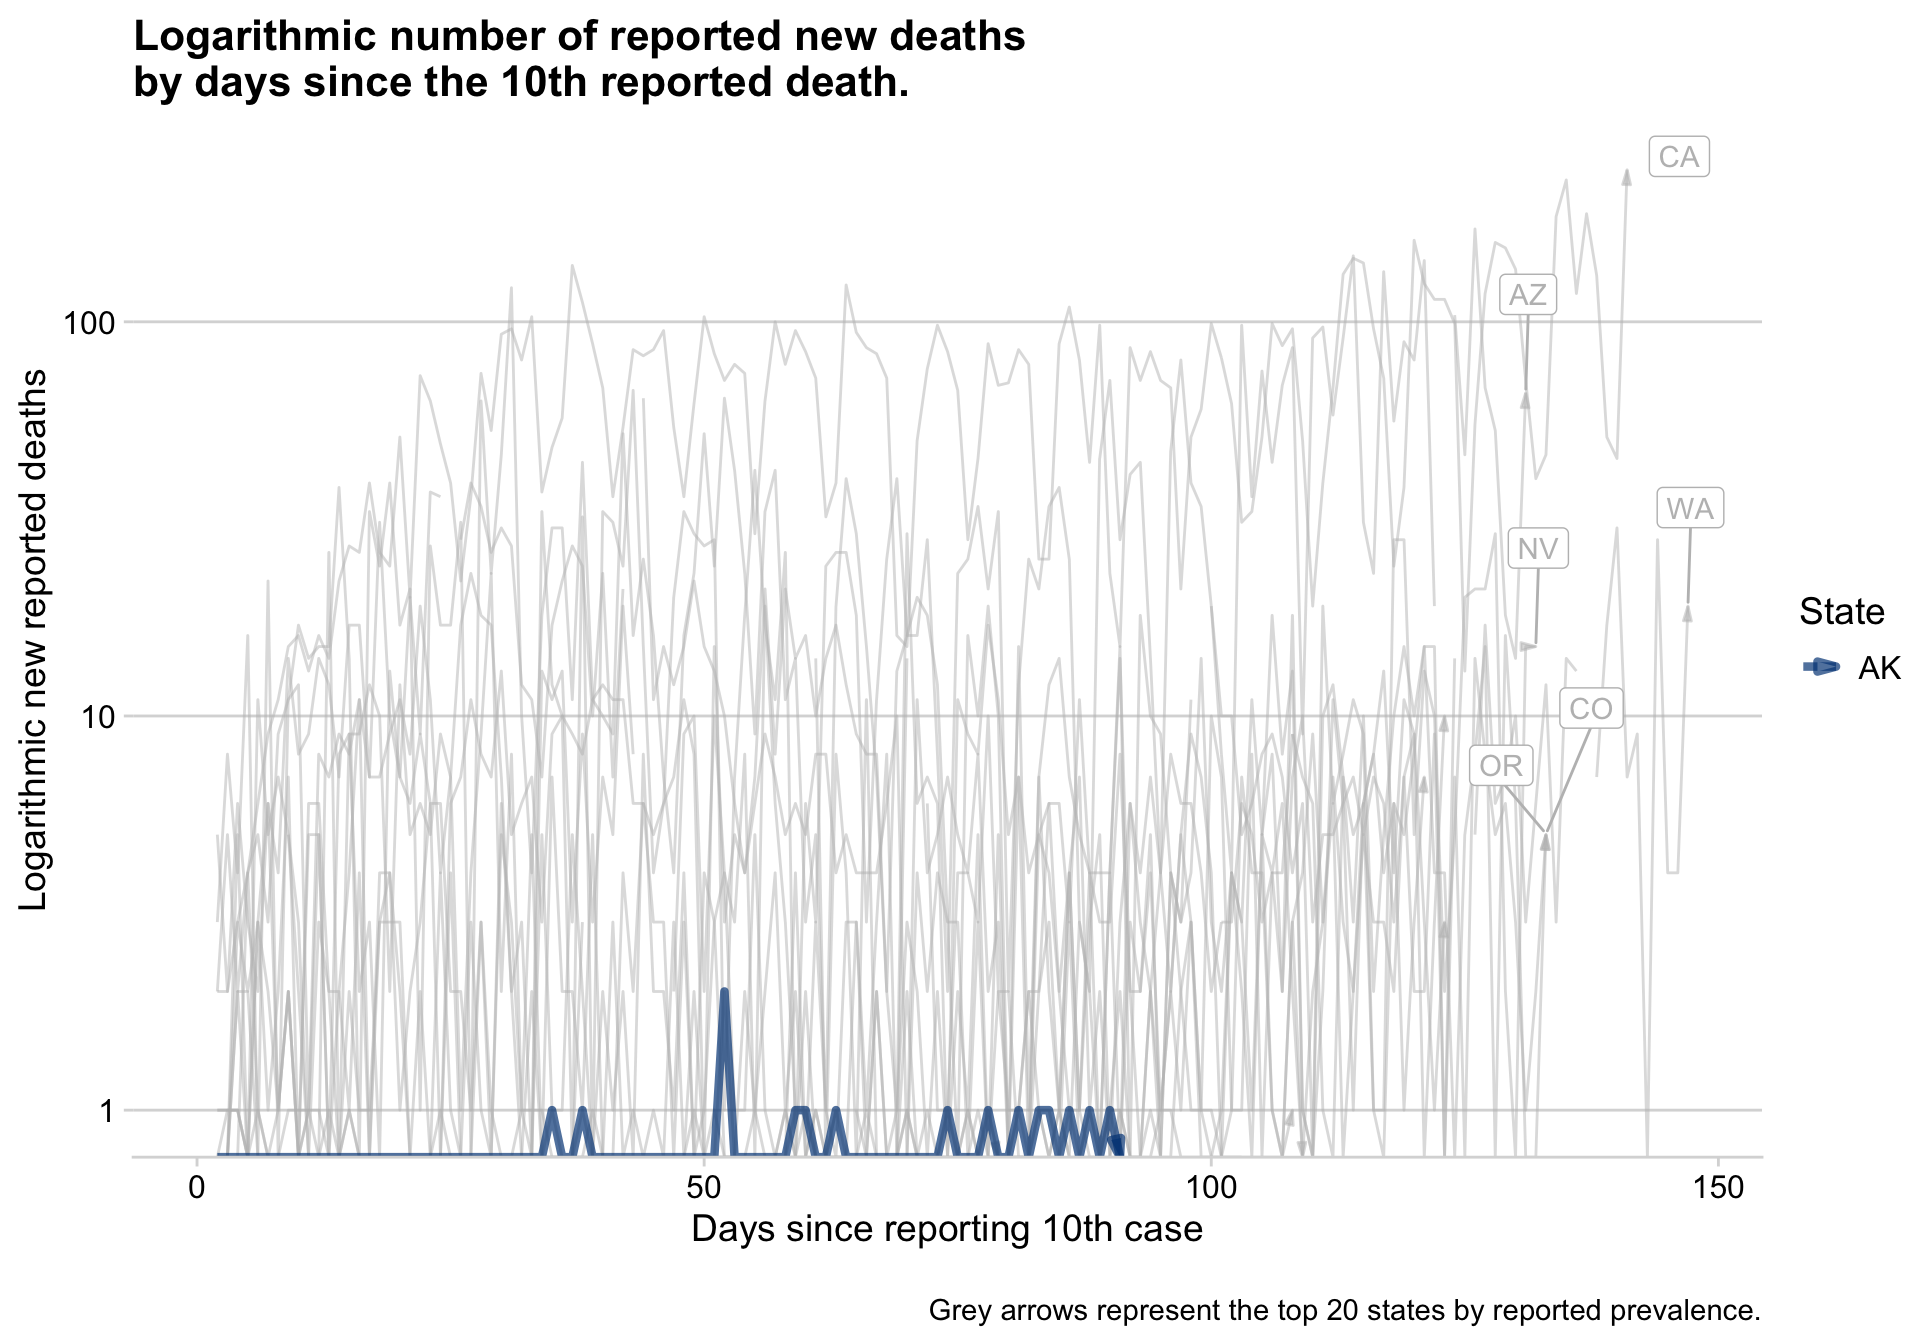 Logarithmic number of reported new deaths
by days since the 10th reported death.
Logarithmic new reported deaths
100
10
1
CA
AZ
WA
NV
CO
OR
State
AK
0
50
100
150
Days since reporting 10th case
Grey arrows represent the top 20 states by reported prevalence.